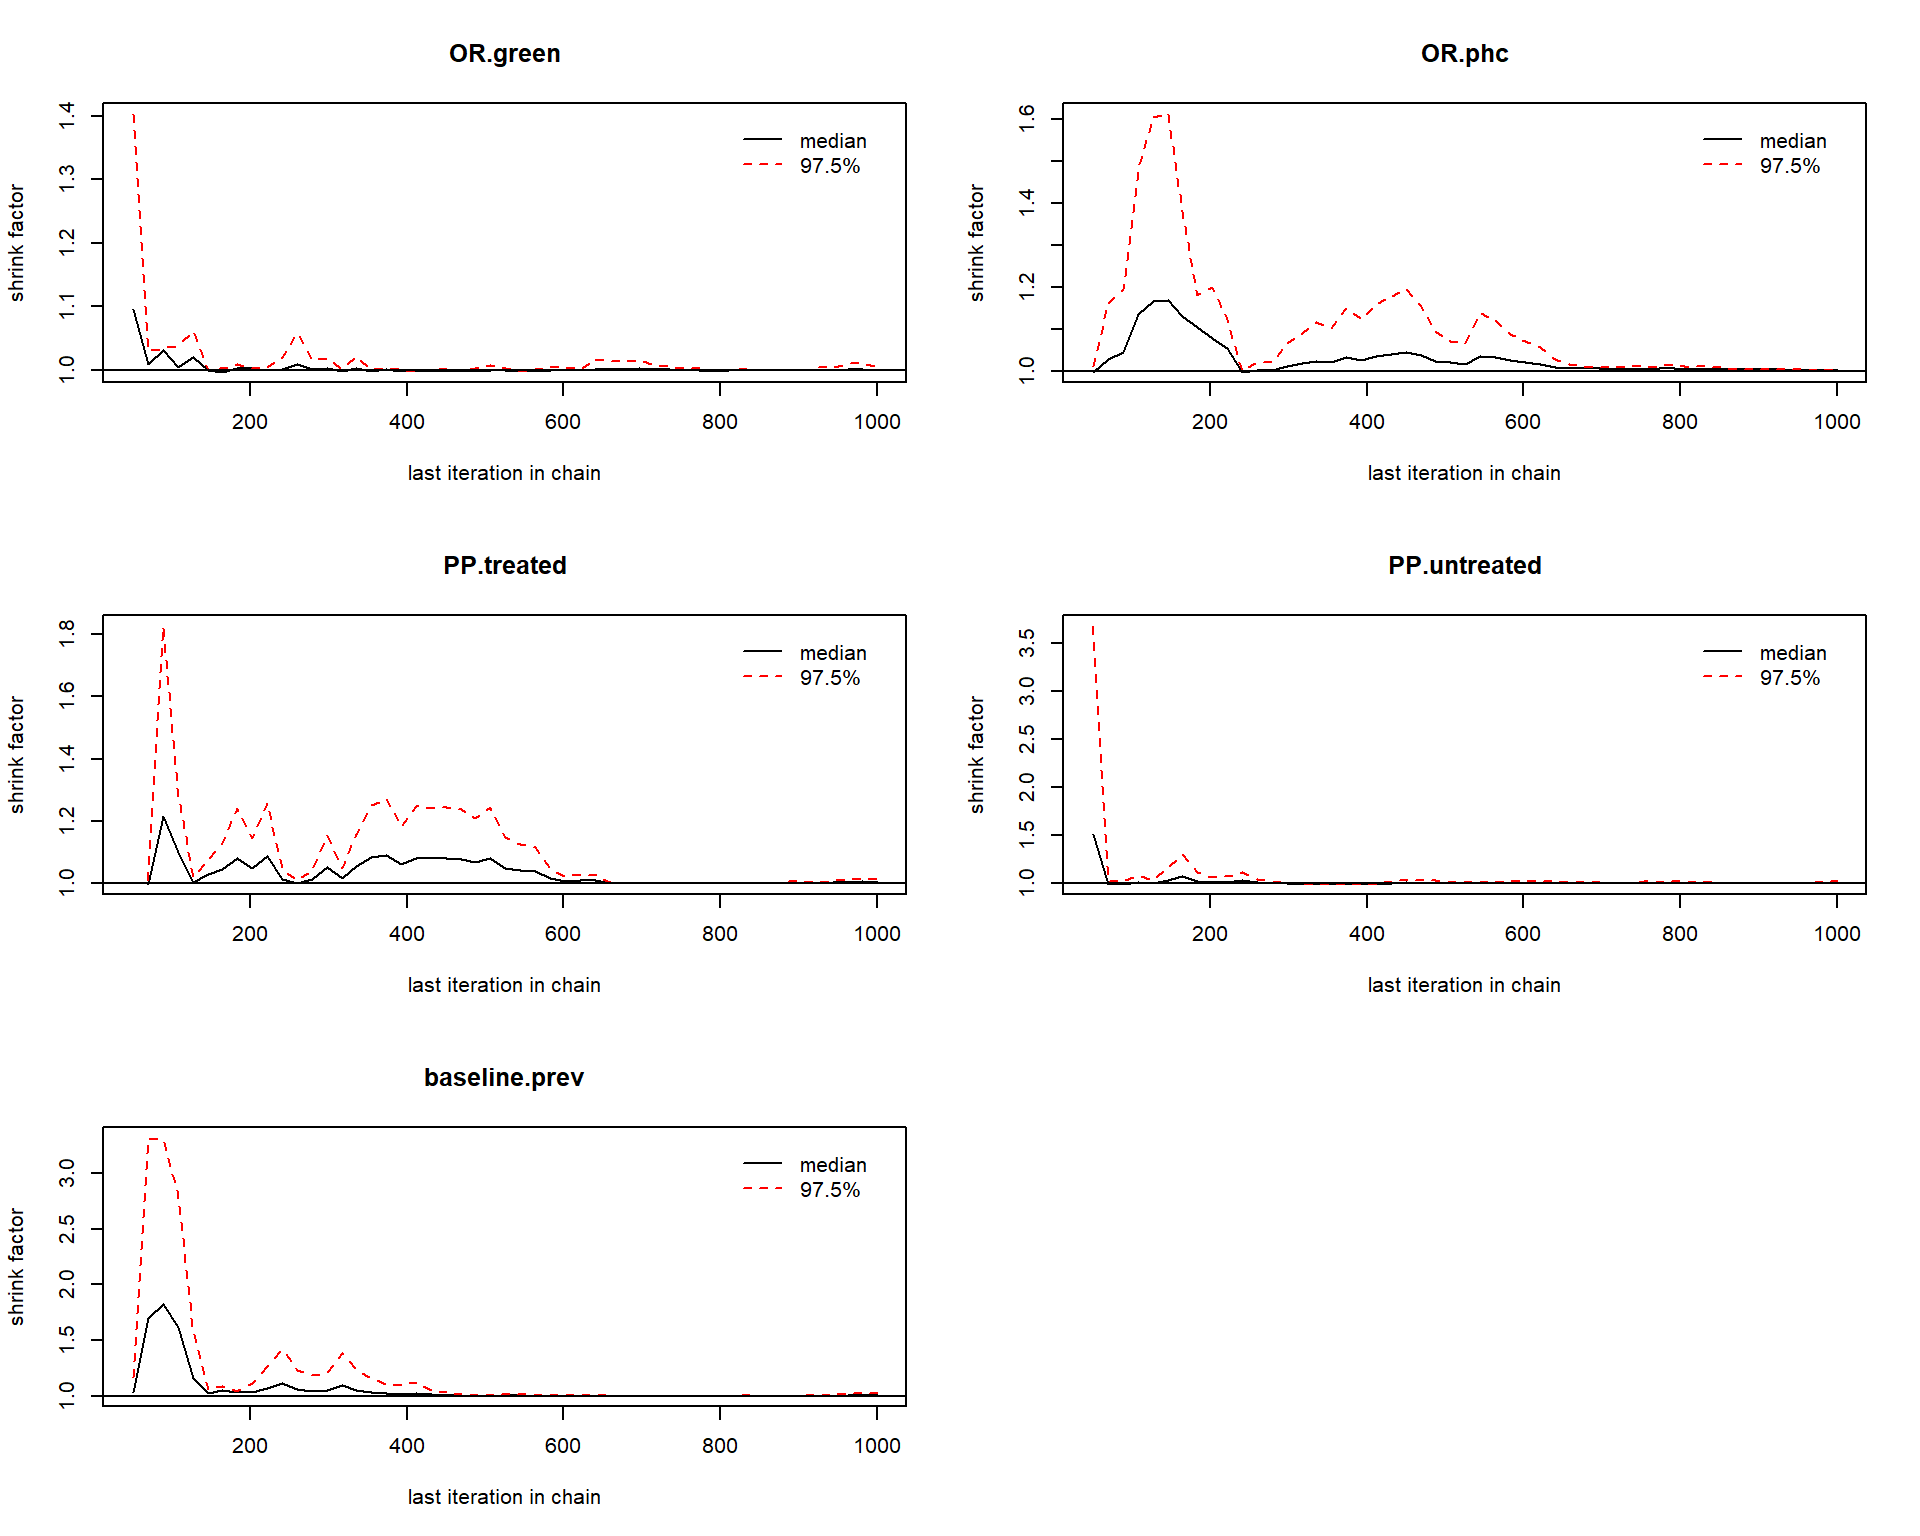 OR.green
shrink factor
1.0 1.1 1.2 1.3 1.4
median
97.5%
200 400 600 800 1000
last iteration in chain
OR.phc
shrink factor
1.0 1.2 1.4 1.6
median
97.5%
200 400 600 800 1000
last iteration in chain
PP.treated
shrink factor
1.0 1.2 1.4 1.6 1.8
median
97.5%
200 400 600 800 1000
last iteration in chain
PP.untreated
shrink factor
1.0 1.5 2.0 2.5 3.0 3.5
median
97.5%
200 400 600 800 1000
last iteration in chain
baseline.prev
shrink factor
1.0 1.5 2.0 2.5 3.0
median
97.5%
200 400 600 800 1000
last iteration in chain